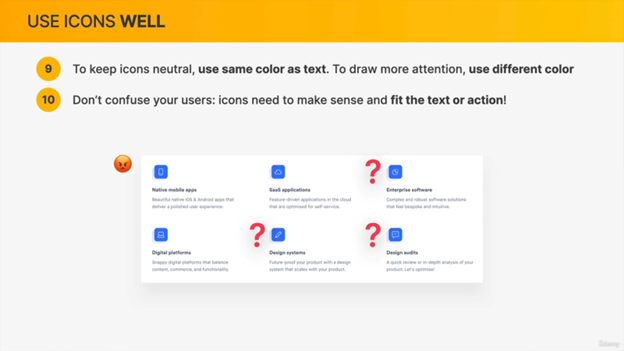 USE ICONS WELL
9 To keep icons neutral, use same color as text. To draw more attention, use different color
10 Don't confuse your users: icons need to make sense and fit the text or action!
? 
Native mobile apps SaaS applications Enterprise software
Beautiful native iOS & Android apps that Feature-driven applications in the cloud Complex and robust software solutions
deliver a polished user experience. that are optimised for self-service. that feel bespoke and intuitive.
? ?
Digital platforms Design systems Design audits
Snappy digital platforms that balance Future-proof your product with a design A quick review or in-depth analysis of your
content, commerce, and functionality. system that scales with your product. product. Let's optimise!
Udemy